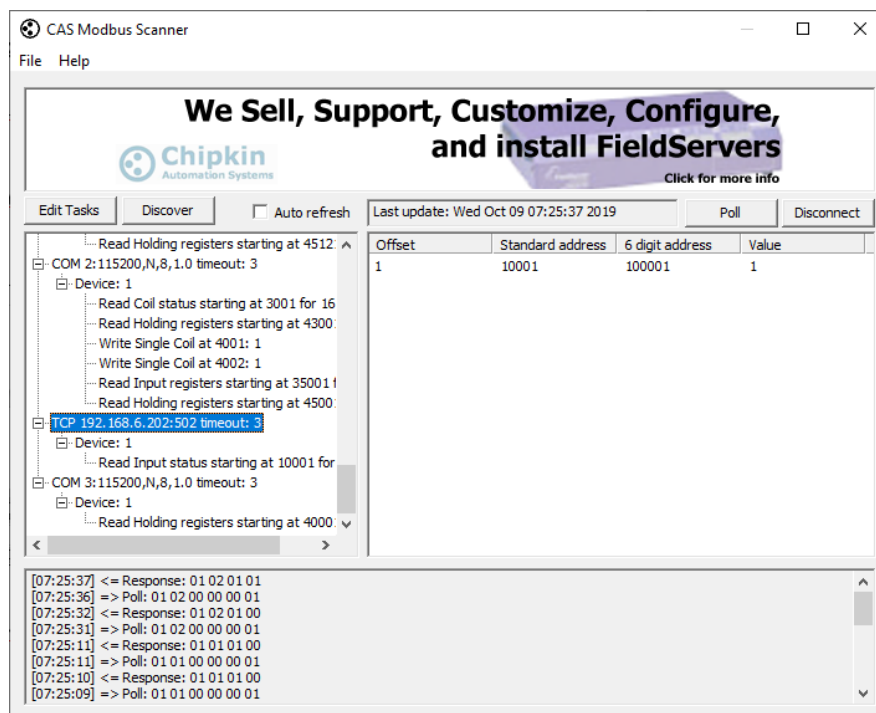 CAS Modbus Scanner
File Help
We Sell, Support, Customize, Configure,
and install FieldServers
Chipkin
Automation Systems
Click for more info
Edit Tasks Discover Auto refresh Last update: Wed Oct 09 07:25:37 2019 Poll Disconnect
Read Holding registers starting at 4512
COM 2:115200,N,8,1.0 timeout: 3
Device: 1
Read Coil status starting at 3001 for 16
Read Holding registers starting at 4300
Write Single Coil at 4001: 1
Write Single Coil at 4002: 1
Read Input registers starting at 35001 f
Read Holding registers starting at 4500
TCP 192.168.6.202:502 timeout: 3
Device: 1
Read Input status starting at 10001 for
COM 3:115200,N,8,1.0 timeout: 3
Device: 1
Read Holding registers starting at 4000
Offset Standard address 6 digit address Value
1 10001 100001 1
[07:25:37] <= Response: 01 02 01 01
[07:25:36] => Poll: 01 02 00 00 00 01
[07:25:32] <= Response: 01 02 01 00
[07:25:31] => Poll: 01 02 00 00 00 01
[07:25:11] <= Response: 01 01 01 00
[07:25:11] => Poll: 01 01 00 00 00 01
[07:25:10] <= Response: 01 01 01 00
[07:25:09] => Poll: 01 01 00 00 00 01